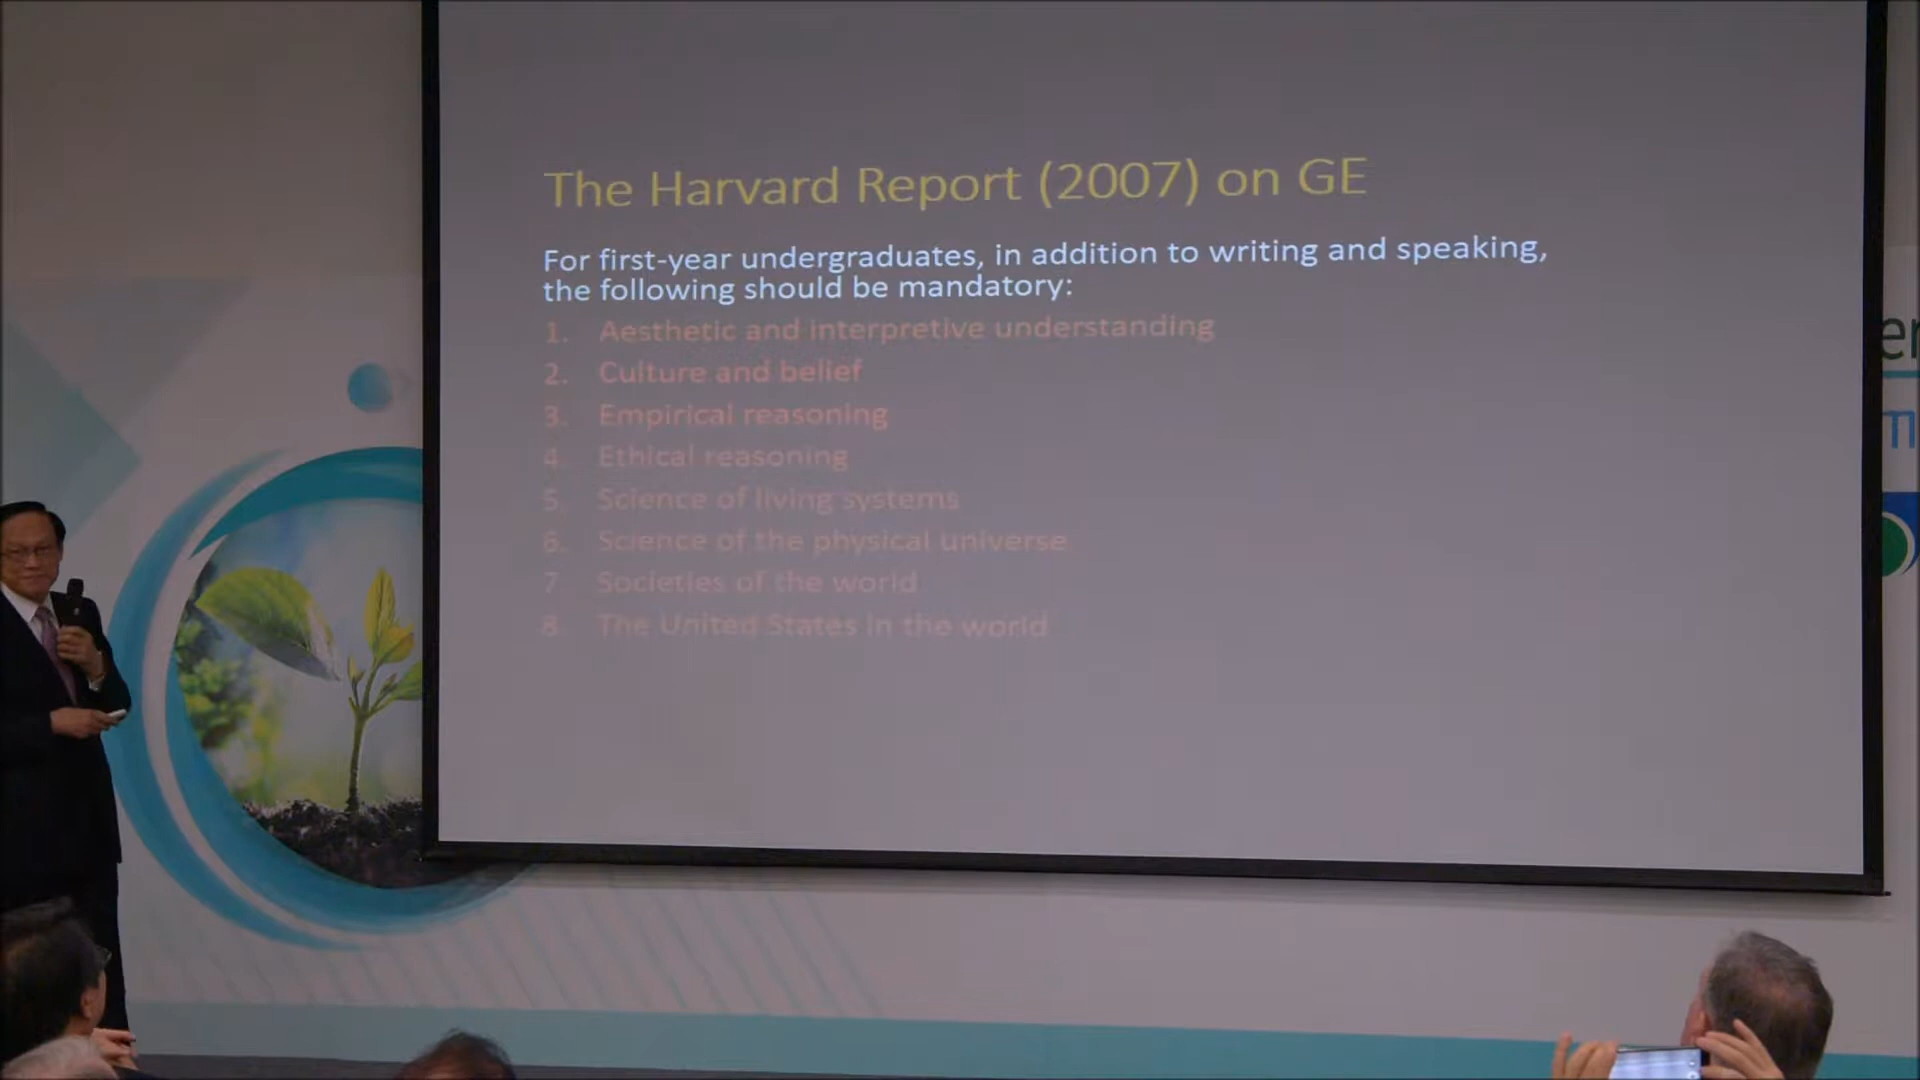 The Harvard Report (2007) on GE
For first-year undergraduates, in addition to writing and speaking,
the following should be mandatory:
1. Aesthetic and interpretive understanding
2. Culture and belief
3. Empirical reasoning
4. Ethical reasoning
5. Science of living systems
6. Science of the physical universe
7. Societies of the world
8. The United States in the world